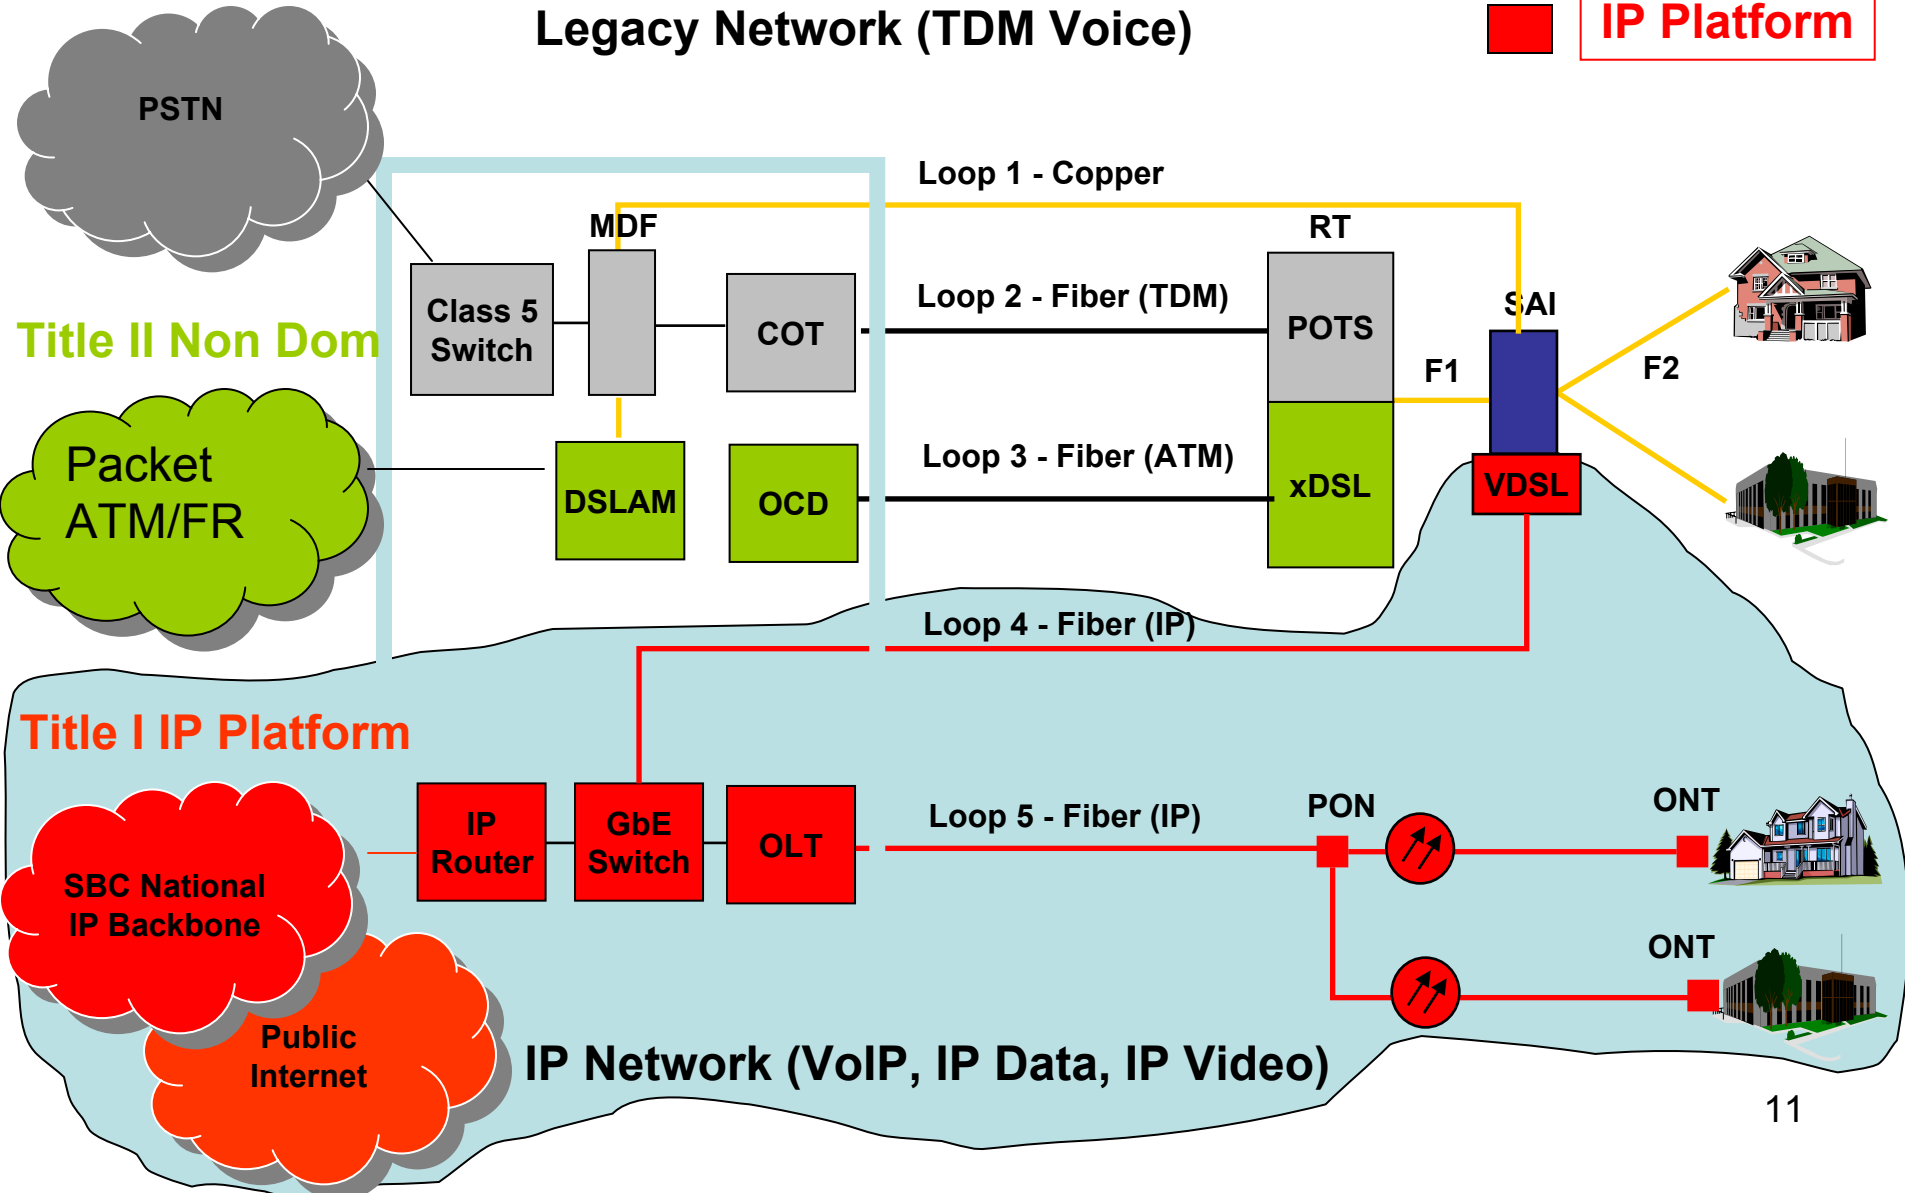 Legacy Network (TDM Voice)
IP Platform
PSTN
Loop 1 - Copper
MDF
RT
Class 5
Switch
COT
Loop 2 - Fiber (TDM)
POTS
SAI
Title II Non Dom
F1
F2
Packet
ATM/FR
DSLAM
OCD
Loop 3 - Fiber (ATM)
xDSL
VDSL
Loop 4 - Fiber (IP)
Title I IP Platform
IP
Router
GbE
Switch
OLT
Loop 5 - Fiber (IP)
PON
ONT
SBC National
IP Backbone
ONT
Public
Internet
IP Network (VoIP, IP Data, IP Video)
11